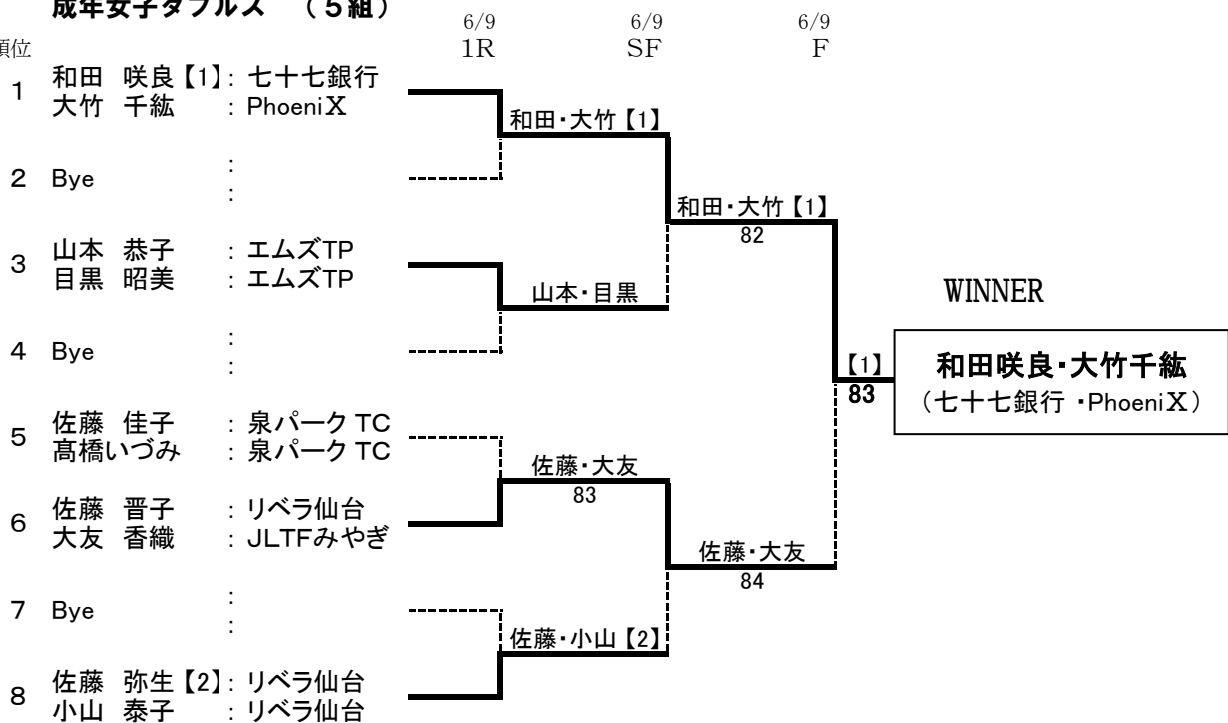 成年女子ダブルス （５組）
6/9 6/9 6/9
順位 1R SF F
1 和田 咲良【1】: 七十七銀行
大竹 千紘 : PhoeniX
和田・大竹【1】
2 Bye :
:
和田・大竹【1】
82
3 山本 恭子 : エムズTP
目黒 昭美 : エムズTP
山本・目黒
WINNER
4 Bye :
:
【1】
83
和田咲良・大竹千紘
（七十七銀行 ・PhoeniX）
5 佐藤 佳子 : 泉パーク TC
髙橋いづみ : 泉パーク TC
佐藤・大友
83
6 佐藤 晋子 : リベラ仙台
大友 香織 : JLTFみやぎ
佐藤・大友
84
7 Bye :
:
佐藤・小山【2】
8 佐藤 弥生【2】: リベラ仙台
小山 泰子 : リベラ仙台